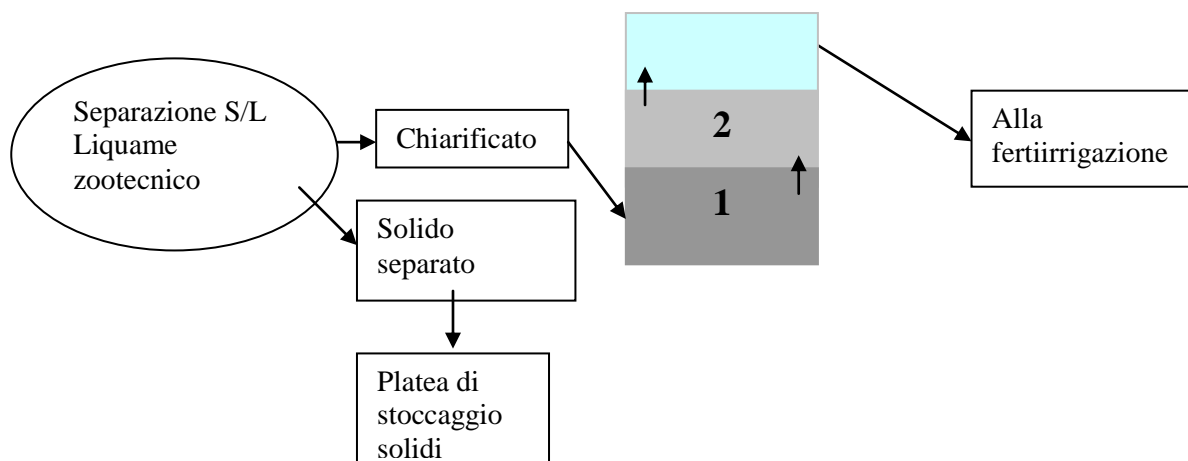 Separazione S/L
Liquame
zootecnico
Chiarificato
Solido
separato
Platea di
stoccaggio
solidi
2
1
Alla
fertiirrigazione